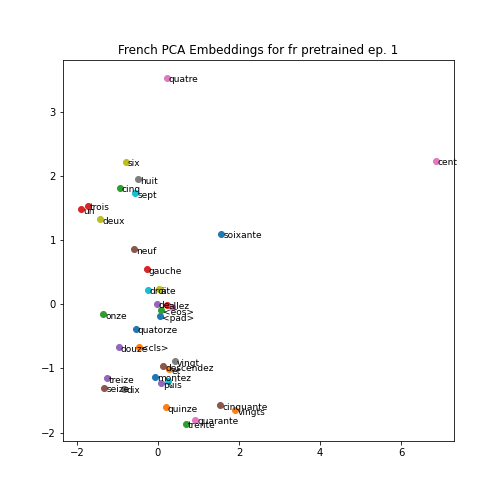 French PCA Embeddings for fr pretrained ep. 1
quatre
3
cent
six
2
huit
cinq
sept
trois
un
deux
soixante
1
neuf
gauche
droite
0
allez
<eos>
onze
<pad>
quatorze
douze
<cls>
vingt
descendez
et
-1
treize
montez
puis
seize
dix
quinze
cinquante
vingts
quarante
trente
−2
−2
0
2
4
6